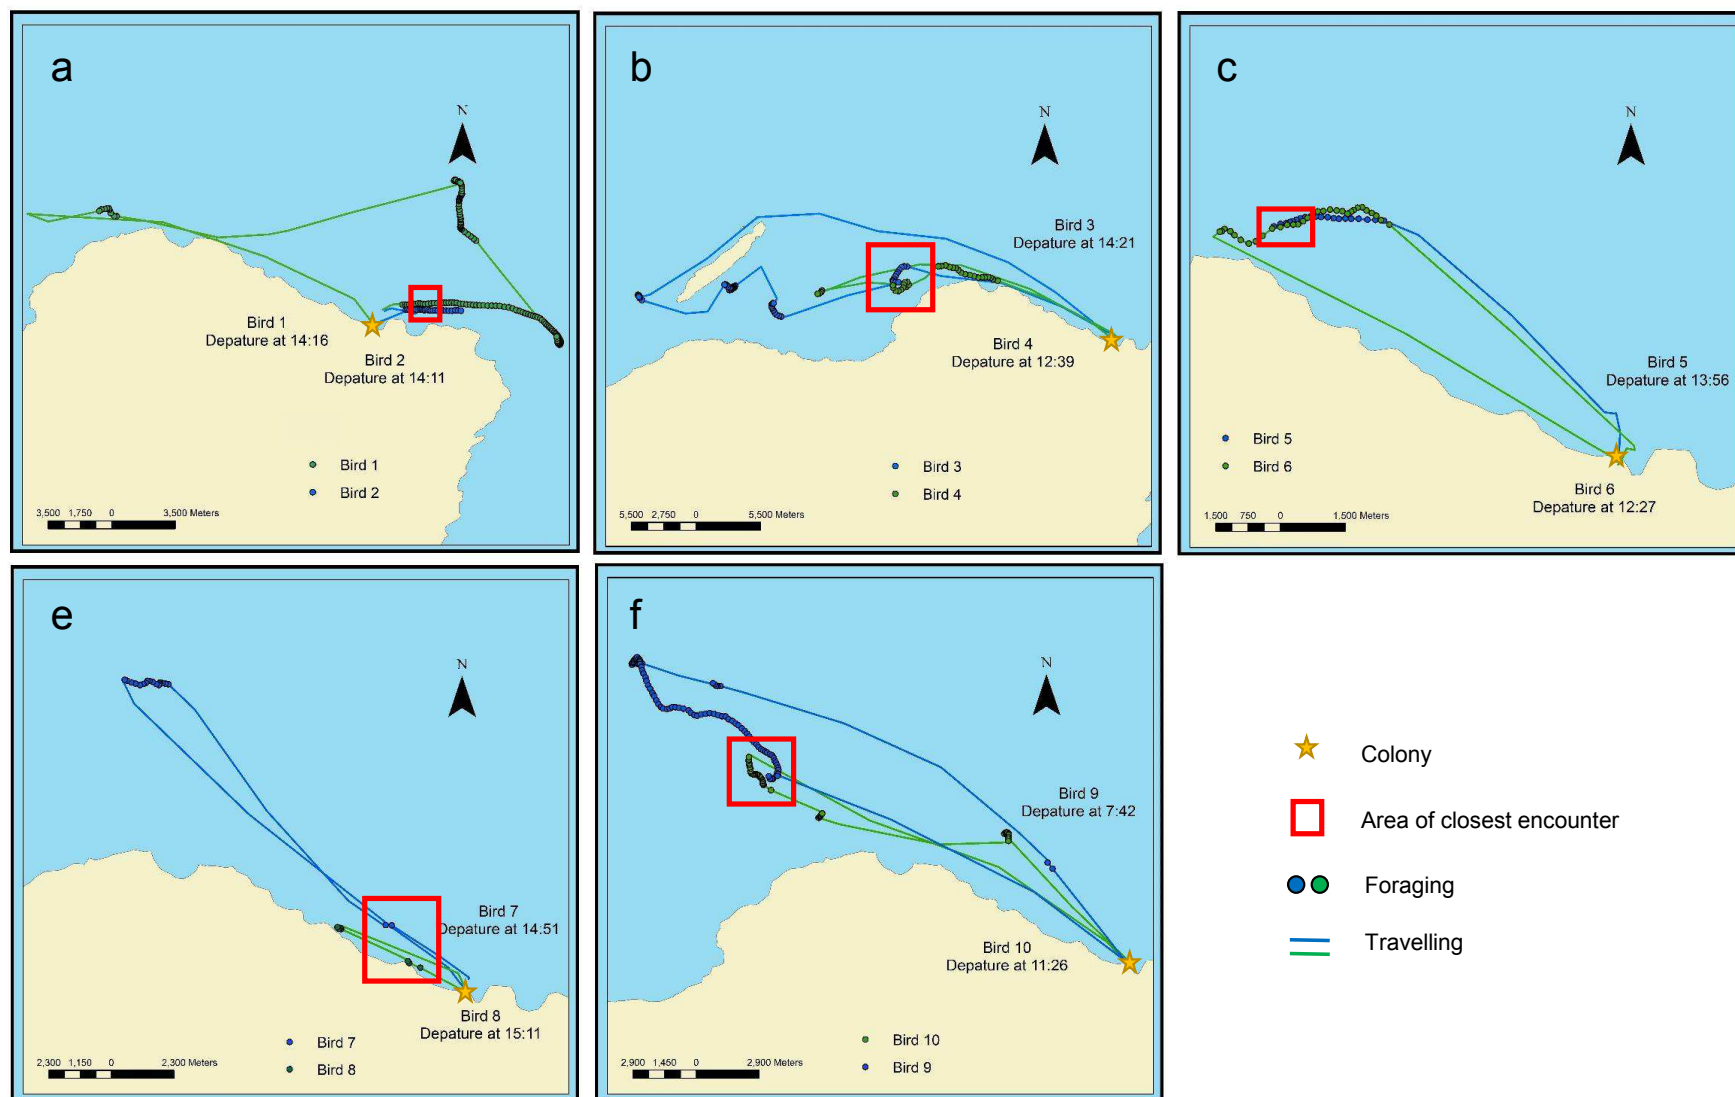 a
N
Bird 1
Depature at 14:16
Bird 2
Depature at 14:11
Bird 1
Bird 2
3,500 1,750 0 3,500 Meters
b
N
Bird 3
Depature at 14:21
Bird 4
Depature at 12:39
Bird 3
Bird 4
5,500 2,750 0 5,500 Meters
c
N
Bird 5
Depature at 13:56
Bird 5
Bird 6
Bird 6
Depature at 12:27
1,500 750 0 1,500 Meters
e
N
Bird 7
Depature at 14:51
Bird 8
Depature at 15:11
Bird 7
Bird 8
2,300 1,150 0 2,300 Meters
f
N
Bird 9
Depature at 7:42
Bird 10
Depature at 11:26
Bird 10
Bird 9
2,900 1,450 0 2,900 Meters
Colony
Area of closest encounter
Foraging
Travelling